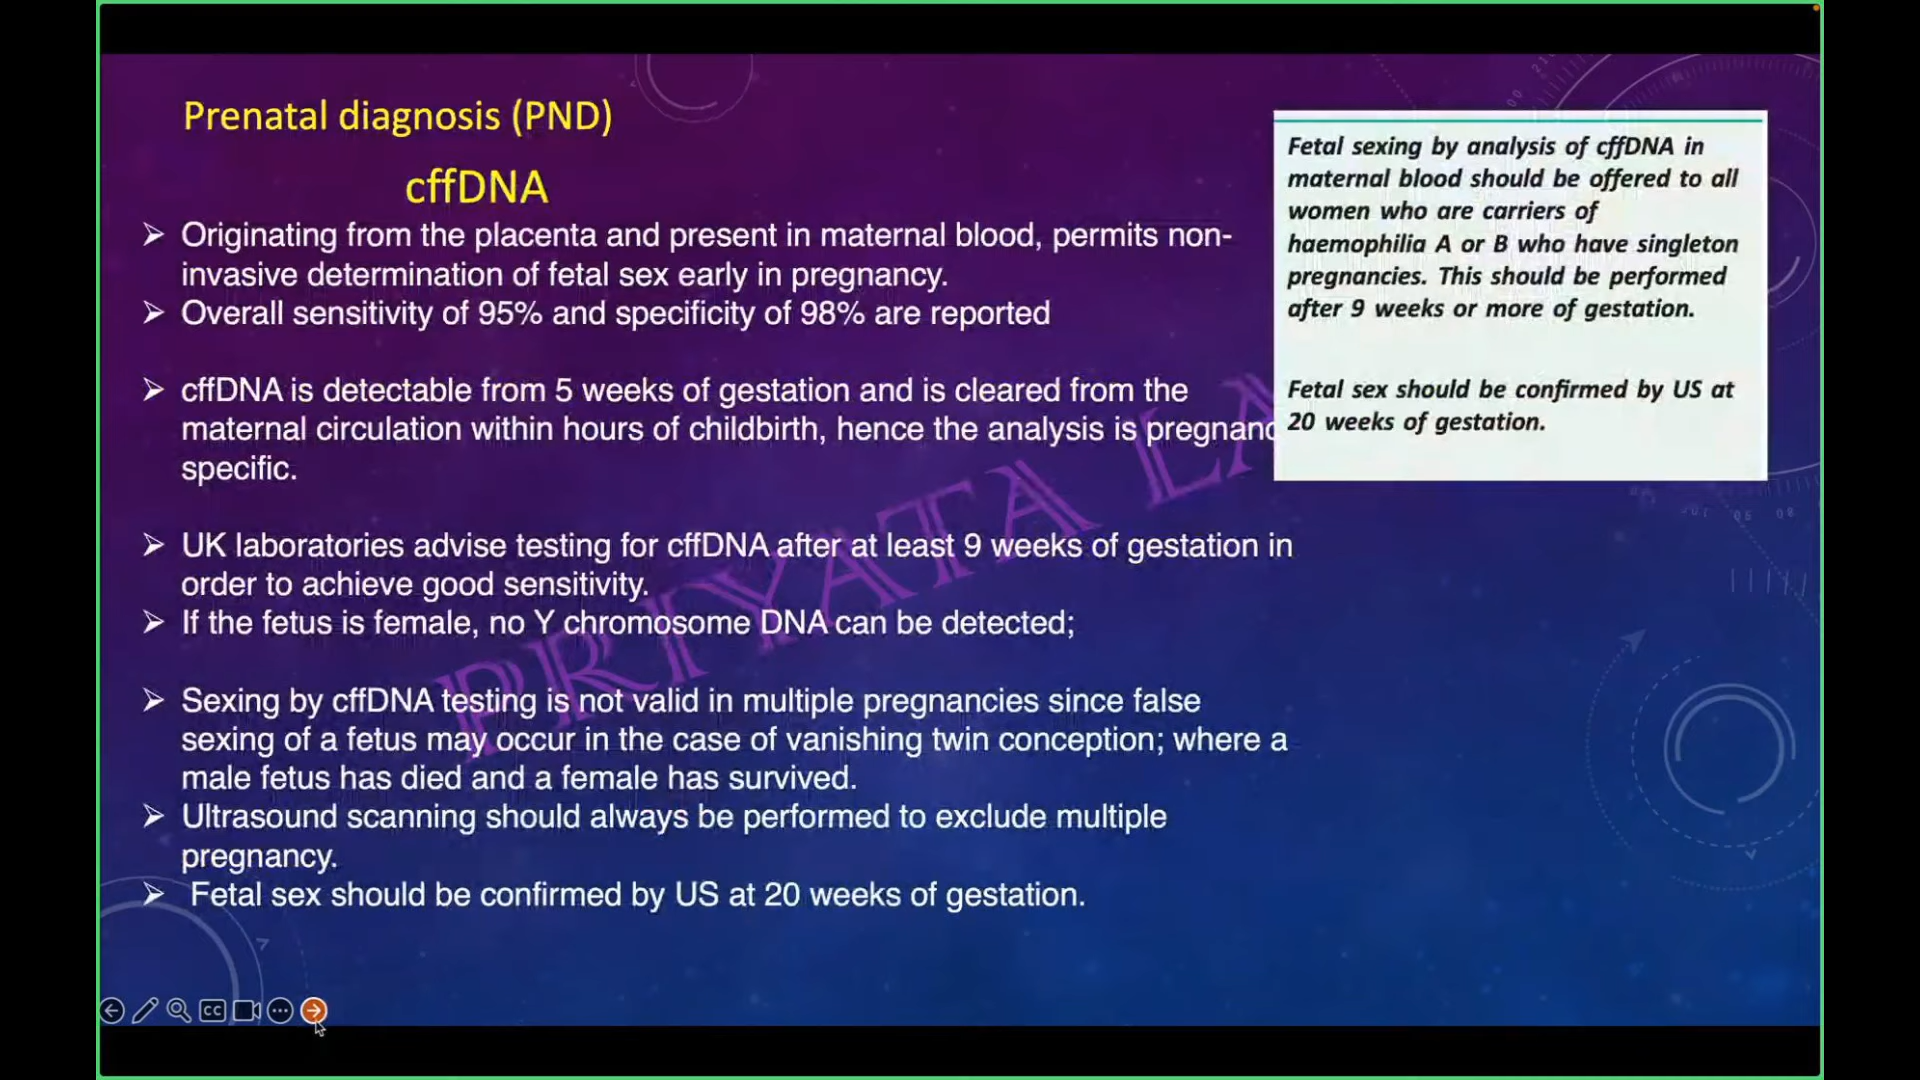 Prenatal diagnosis (PND)
cffDNA
➢ Originating from the placenta and present in maternal blood, permits non-
invasive determination of fetal sex early in pregnancy.
➢ Overall sensitivity of 95% and specificity of 98% are reported
➢ cffDNA is detectable from 5 weeks of gestation and is cleared from the
maternal circulation within hours of childbirth, hence the analysis is pregnanc
specific.
➢ UK laboratories advise testing for cffDNA after at least 9 weeks of gestation in
order to achieve good sensitivity.
➢ If the fetus is female, no Y chromosome DNA can be detected;
➢ Sexing by cffDNA testing is not valid in multiple pregnancies since false
sexing of a fetus may occur in the case of vanishing twin conception; where a
male fetus has died and a female has survived.
➢ Ultrasound scanning should always be performed to exclude multiple
pregnancy.
➢ Fetal sex should be confirmed by US at 20 weeks of gestation.
Fetal sexing by analysis of cffDNA in
maternal blood should be offered to all
women who are carriers of
haemophilia A or B who have singleton
pregnancies. This should be performed
after 9 weeks or more of gestation.
Fetal sex should be confirmed by US at
20 weeks of gestation.
PRIYATA LA
CC